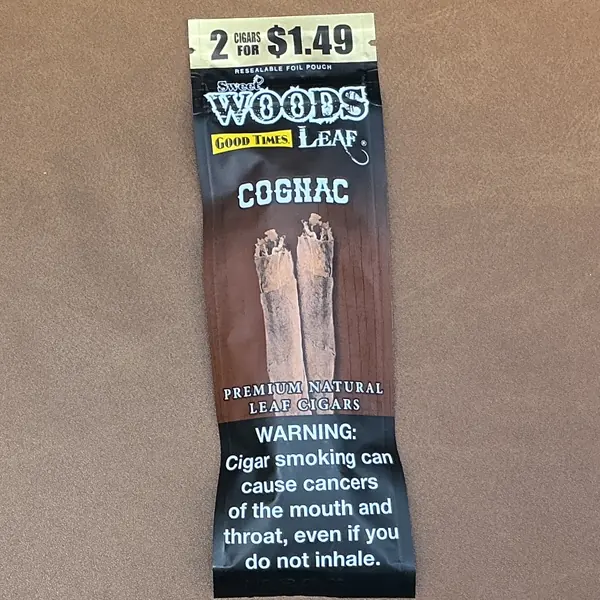 2 CIGARS FOR $1.49
RESEALABLE FOIL POUCH
Sweet
WOODS
GOOD TIMES® LEAF®
COGNAC
PREMIUM NATURAL
LEAF CIGARS
WARNING:
Cigar smoking can
cause cancers
of the mouth and
throat, even if you
do not inhale.